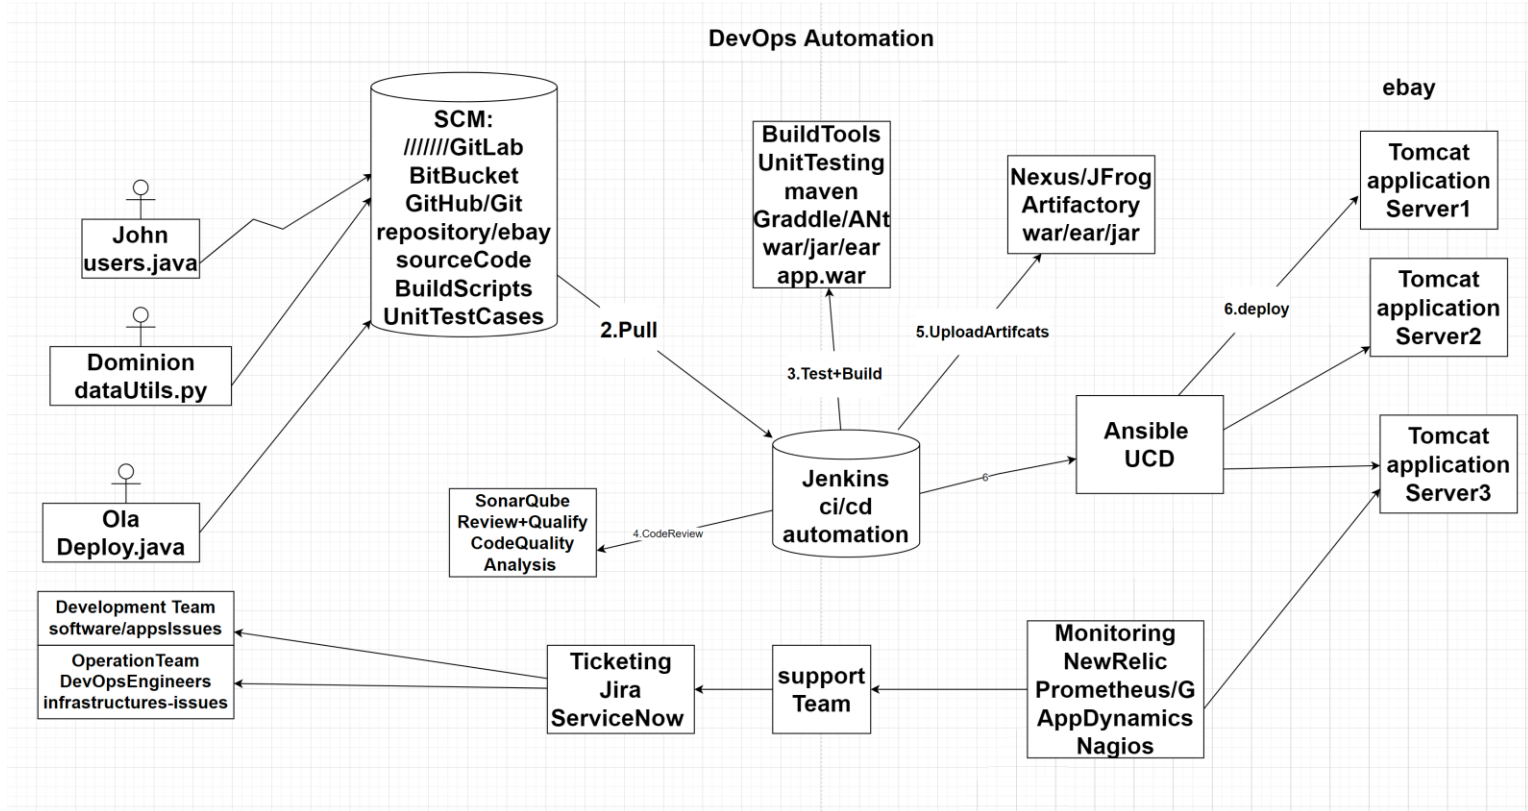 DevOps Automation
ebay
SCM:
///////GitLab
BitBucket
GitHub/Git
repository/ebay
sourceCode
BuildScripts
UnitTestCases
John
users.java
Dominion
dataUtils.py
Ola
Deploy.java
2.Pull
BuildTools
UnitTesting
maven
Graddle/ANt
war/jar/ear
app.war
3.Test+Build
Nexus/JFrog
Artifactory
war/ear/jar
5.UploadArtifcats
Tomcat
application
Server1
Tomcat
application
Server2
Tomcat
application
Server3
6.deploy
Ansible
UCD
6
Jenkins
ci/cd
automation
4.CodeReview
SonarQube
Review+Qualify
CodeQuality
Analysis
Development Team
software/appsIssues
OperationTeam
DevOpsEngineers
infrastructures-issues
Ticketing
Jira
ServiceNow
support
Team
Monitoring
NewRelic
Prometheus/G
AppDynamics
Nagios